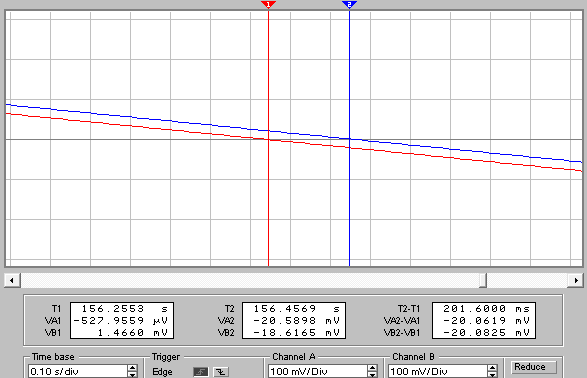 1 2
T1 156.2553 s T2 156.4569 s T2-T1 201.6000 ms
VA1 -527.9559 µV VA2 -20.5898 mV VA2-VA1 -20.0619 mV
VB1 1.4660 mV VB2 -18.6165 mV VB2-VB1 -20.0825 mV
Time base Trigger Channel A Channel B Reduce
0.10 s/div Edge 100 mV/Div 100 mV/Div